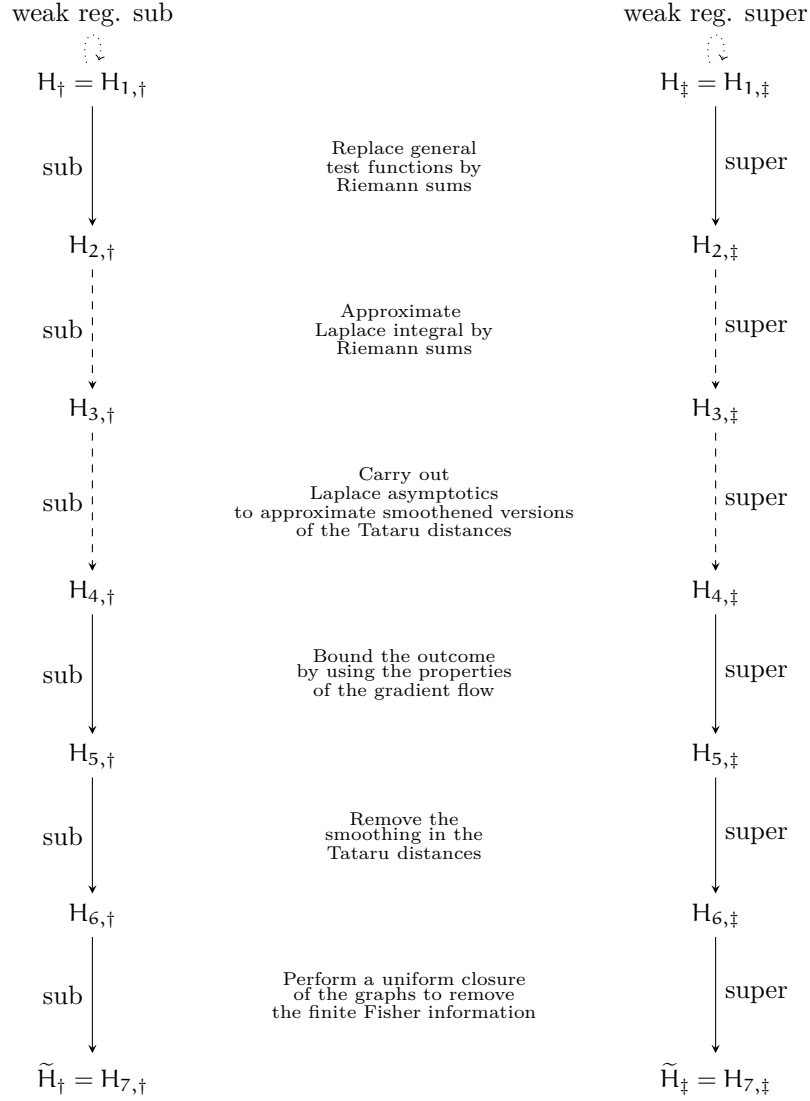 weak reg. sub
weak reg. super
H† = H1,†
H‡ = H1,‡
sub
Replace general
test functions by
Riemann sums
super
H2,†
H2,‡
sub
Approximate
Laplace integral by
Riemann sums
super
H3,†
H3,‡
sub
Carry out
Laplace asymptotics
to approximate smoothened versions
of the Tataru distances
super
H4,†
H4,‡
sub
Bound the outcome
by using the properties
of the gradient flow
super
H5,†
H5,‡
sub
Remove the
smoothing in the
Tataru distances
super
H6,†
H6,‡
sub
Perform a uniform closure
of the graphs to remove
the finite Fisher information
super
H̃† = H7,†
H̃‡ = H7,‡